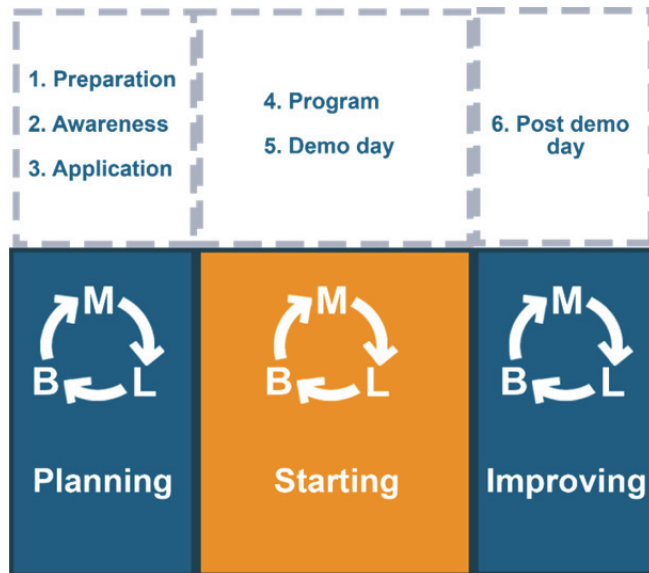 1. Preparation
2. Awareness
3. Application
4. Program
5. Demo day
6. Post demo
day
M
B L
Planning
M
B L
Starting
M
B L
Improving